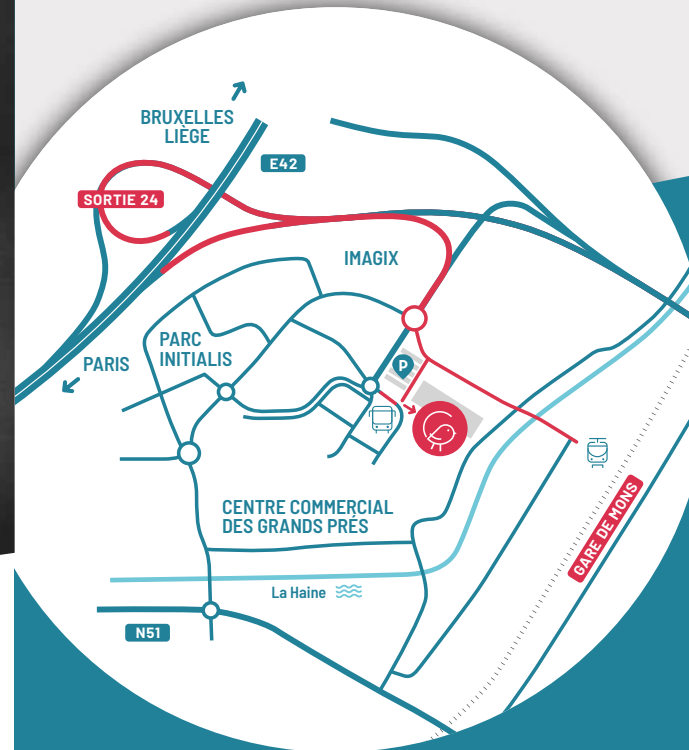 BRUXELLES
LIÈGE
E42
SORTIE 24
IMAGIX
PARC
INITIALIS
P
PARIS
CENTRE COMMERCIAL
DES GRANDS PRÉS
GARE DE MONS
La Haine
N51